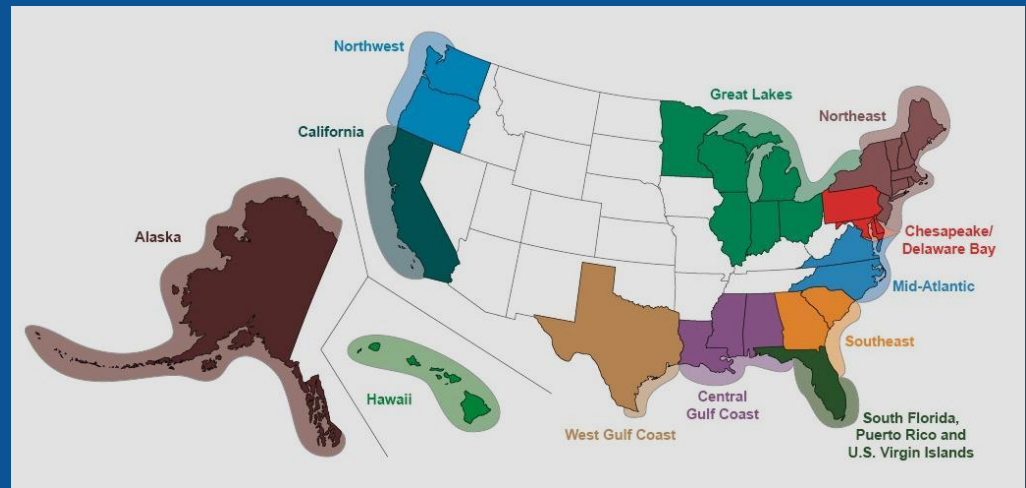 Northwest
Great Lakes
Northeast
California
Alaska
Chesapeake/
Delaware Bay
Mid-Atlantic
Southeast
Hawaii
Central
Gulf Coast
West Gulf Coast
South Florida,
Puerto Rico and
U.S. Virgin Islands